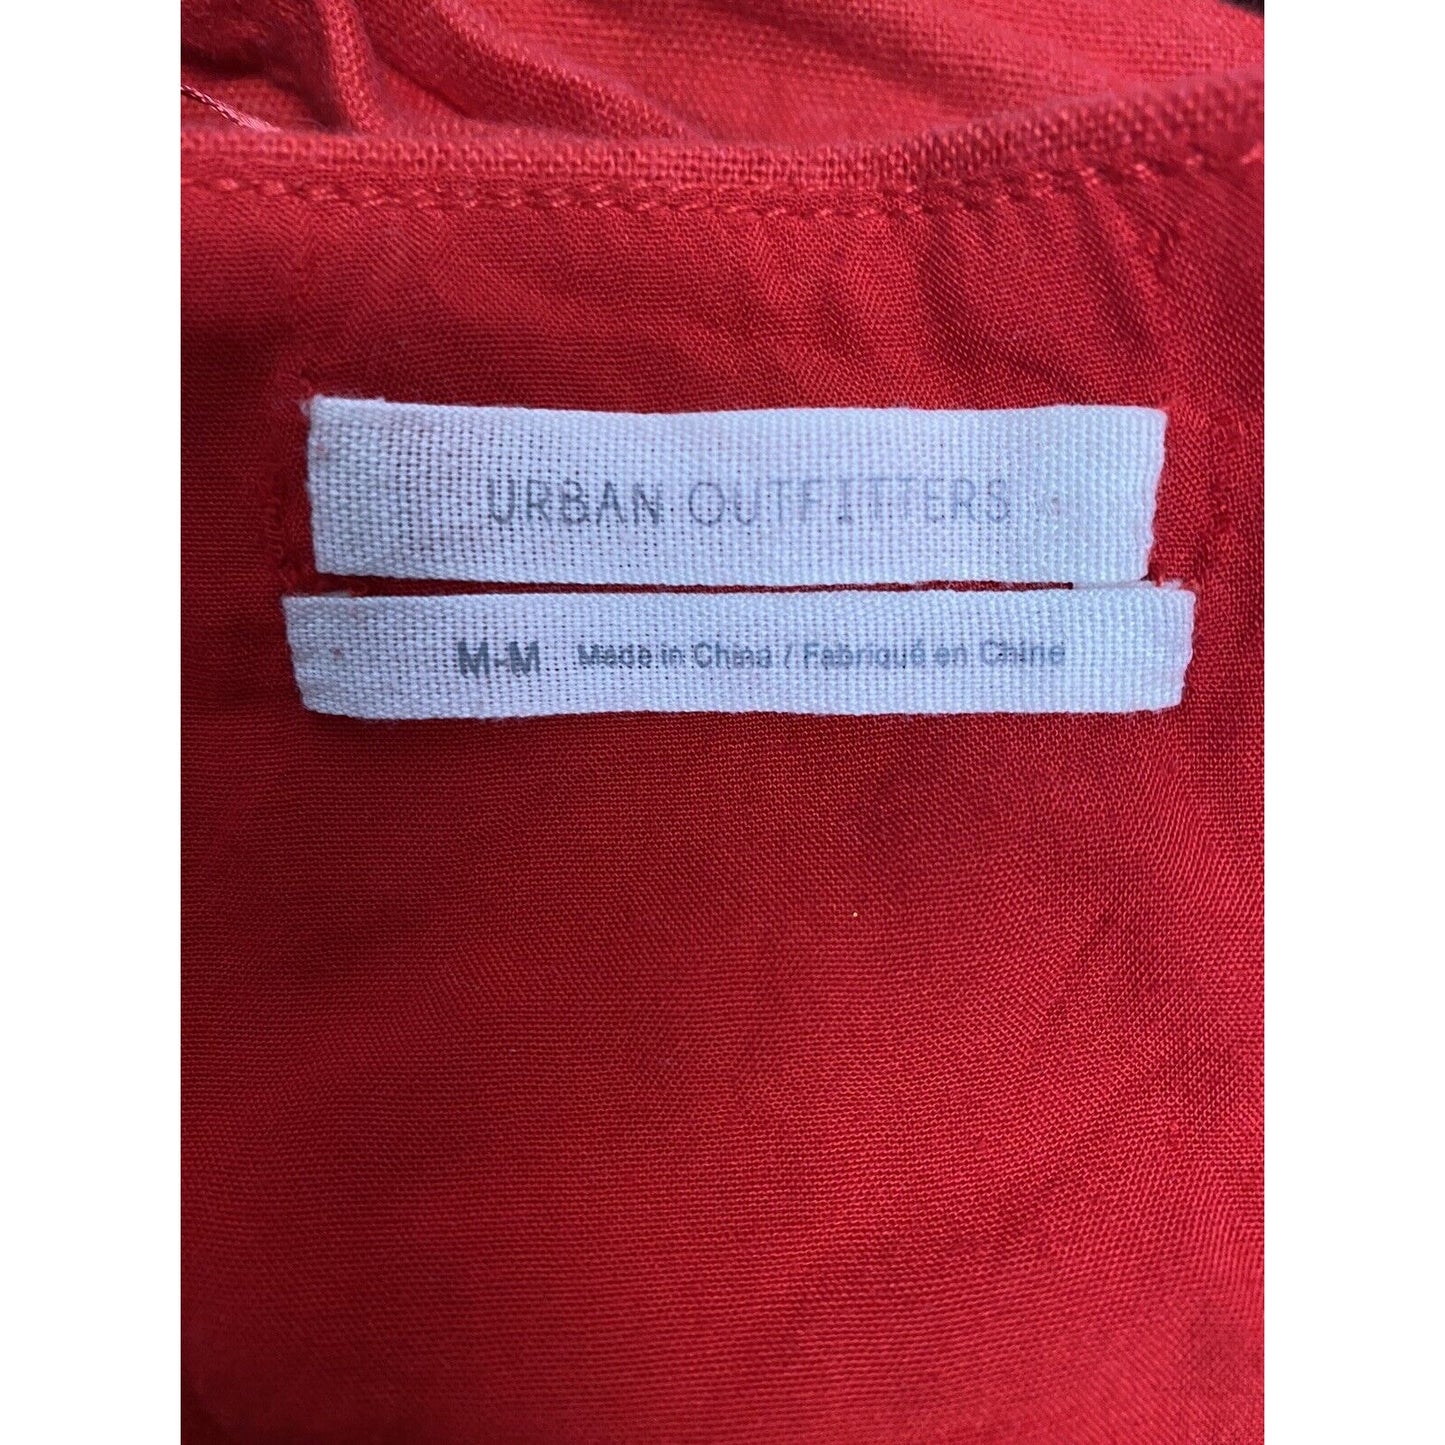 URBAN OUTFITTERS
M-M Made in China / Fabriqué en Chine